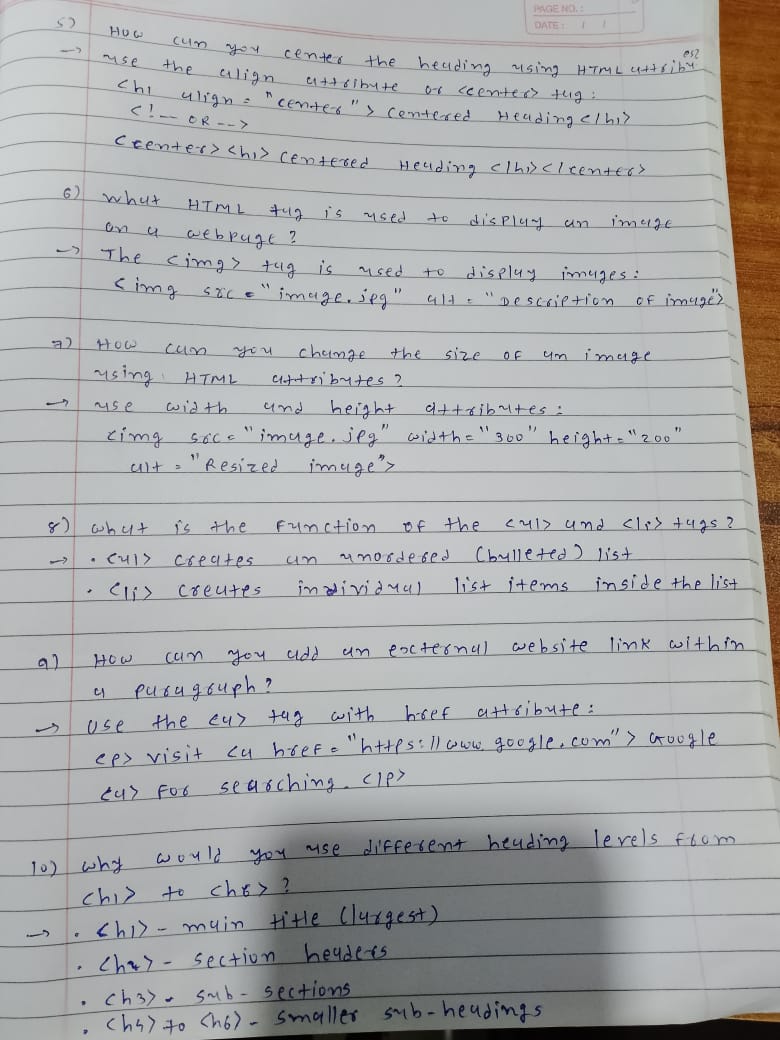 PAGE NO.:
DATE: / /
5) How can you center the heading using HTML attribute
→ use the align attribute or <center> tag:
<h1 align = "center"> centered Heading </h1>
<!-- OR -->
<center> <h1> centered Heading </h1> </center>
6) what HTML tag is used to display an image
on a webpage?
→ The <img> tag is used to display images:
<img src = "image.jpg" alt = "Description of image">
7) How can you change the size of an image
using HTML attributes?
→ use width and height attributes:
<img src = "image.jpg" width = "300" height = "200"
alt = "Resized image">
8) what is the function of the <ul> and <li> tags?
→ • <ul> creates an unordered (bulleted) list
• <li> creates individual list items inside the list
9) How can you add an external website link within
a paragraph?
→ Use the <a> tag with href attribute:
<p> visit <a href = "https://www.google.com"> Google
<a> for searching. </p>
10) why would you use different heading levels from
<h1> to <h6>?
→ • <h1> - main title (largest)
• <h2> - section headers
• <h3> - sub-sections
• <h4> to <h6> - smaller sub-headings